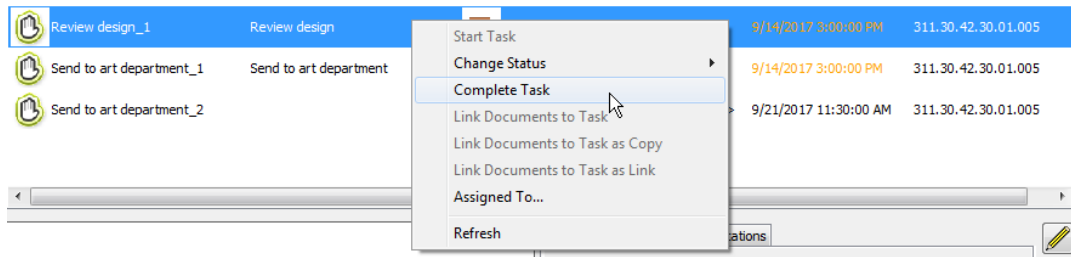 Review design_1 Review design 9/14/2017 3:00:00 PM 311.30.42.30.01.005
Start Task
Change Status
Send to art department_1 Send to art department 9/14/2017 3:00:00 PM 311.30.42.30.01.005
Complete Task
Send to art department_2 > 9/21/2017 11:30:00 AM 311.30.42.30.01.005
Link Documents to Task
Link Documents to Task as Copy
Link Documents to Task as Link
Assigned To...
Refresh